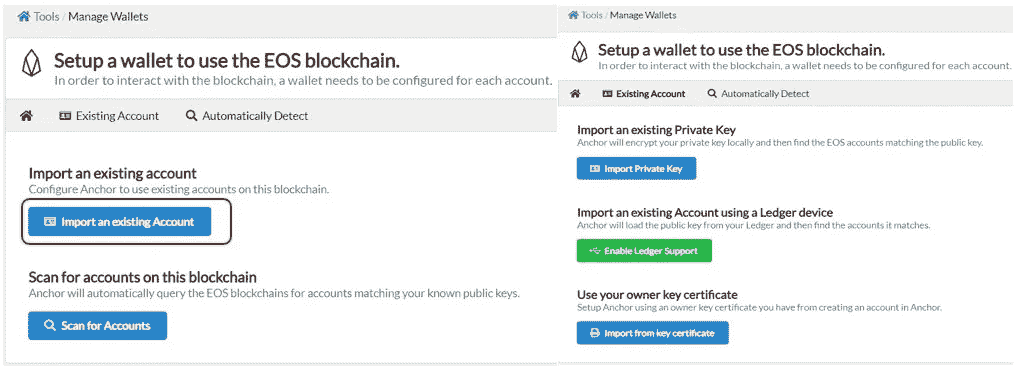 Tools / Manage Wallets
Setup a wallet to use the EOS blockchain.
In order to interact with the blockchain, a wallet needs to be configured for each account.
Existing Account Automatically Detect
Import an existing account
Configure Anchor to use existing accounts on this blockchain.
Import an existing Account
Scan for accounts on this blockchain
Anchor will automatically query the EOS blockchains for accounts matching your known public keys.
Scan for Accounts
Tools / Manage Wallets
Setup a wallet to use the EOS blockchain.
In order to interact with the blockchain, a wallet needs to be configured for each account.
Existing Account Automatically Detect
Import an existing Private Key
Anchor will encrypt your private key locally and then find the EOS accounts matching the public key.
Import Private Key
Import an existing Account using a Ledger device
Anchor will load the public key from your Ledger and then find the accounts it matches.
Enable Ledger Support
Use your owner key certificate
Setup Anchor using an owner key certificate you have from creating an account in Anchor.
Import from key certificate